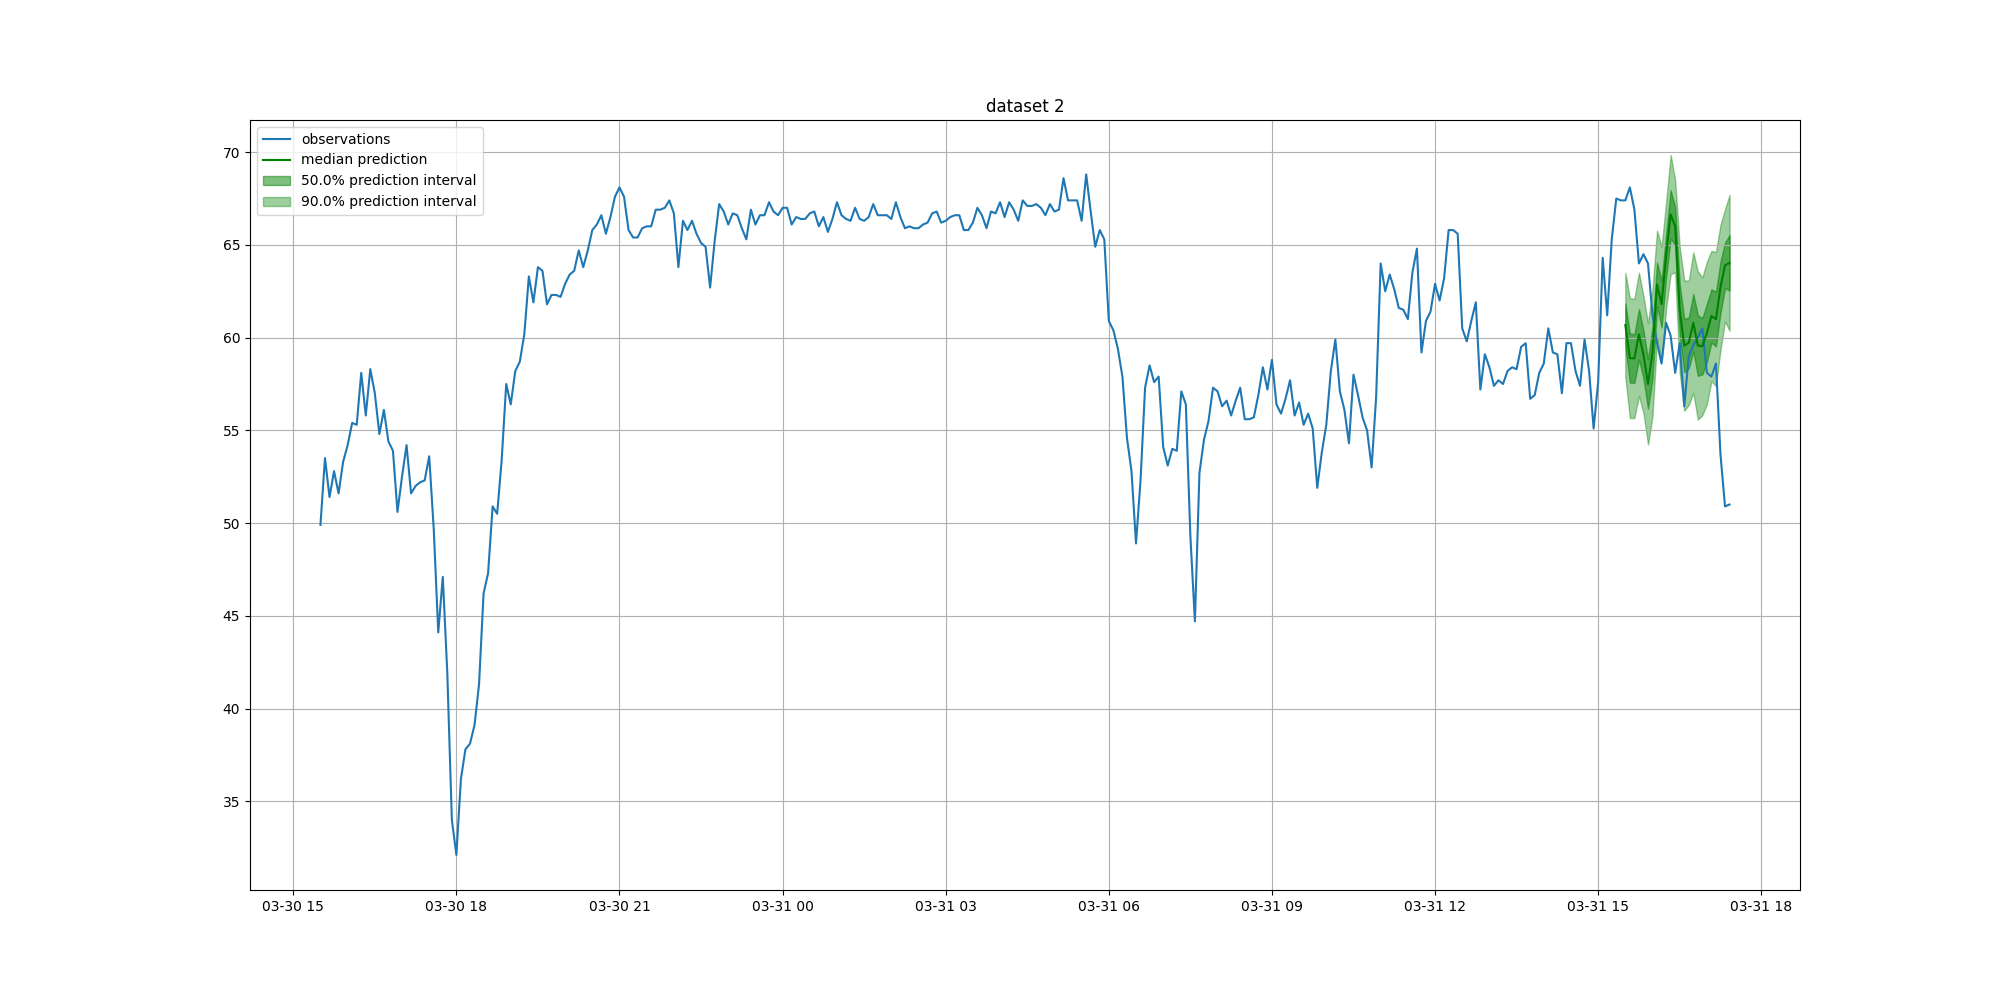 dataset 2
observations
median prediction
50.0% prediction interval
90.0% prediction interval
70
65
60
55
50
45
40
35
03-30 15 03-30 18 03-30 21 03-31 00 03-31 03 03-31 06 03-31 09 03-31 12 03-31 15 03-31 18